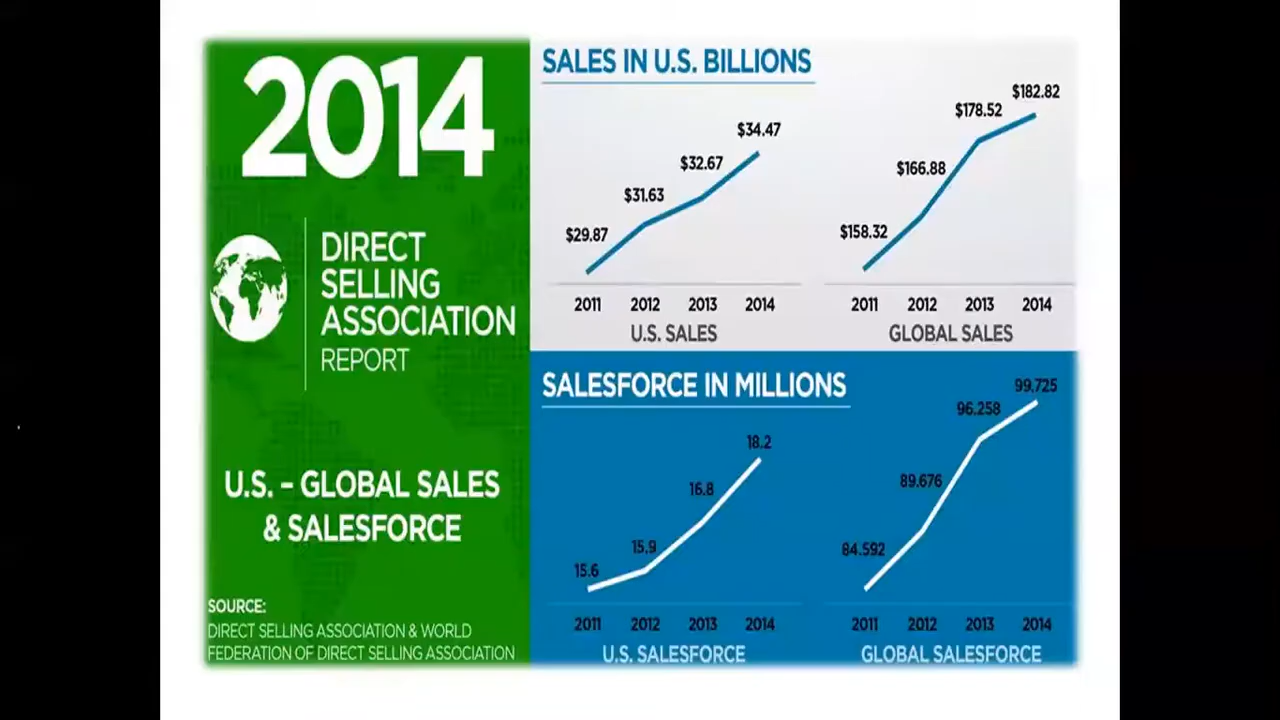 2014
DIRECT
SELLING
ASSOCIATION
REPORT
U.S. – GLOBAL SALES
& SALESFORCE
SOURCE:
DIRECT SELLING ASSOCIATION & WORLD
FEDERATION OF DIRECT SELLING ASSOCIATION
SALES IN U.S. BILLIONS
$29.87
$31.63
$32.67
$34.47
2011 2012 2013 2014
U.S. SALES
$158.32
$166.88
$178.52
$182.82
2011 2012 2013 2014
GLOBAL SALES
SALESFORCE IN MILLIONS
15.6
15.9
16.8
18.2
2011 2012 2013 2014
U.S. SALESFORCE
84.592
89.676
96.258
99.725
2011 2012 2013 2014
GLOBAL SALESFORCE